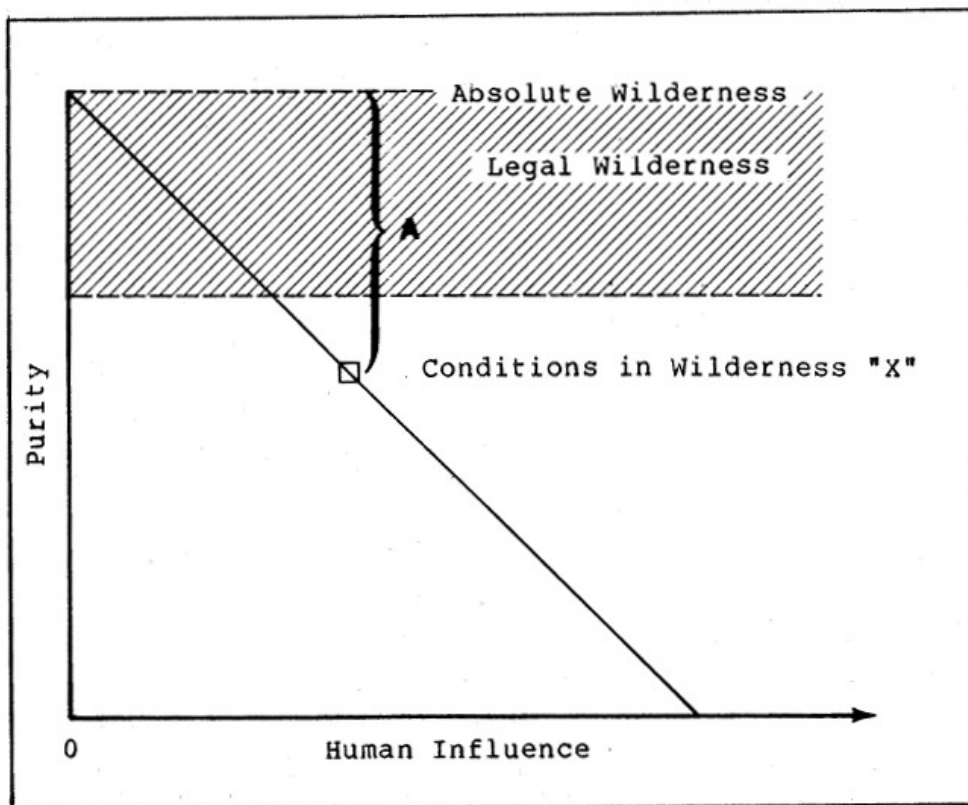 Absolute Wilderness
Legal Wilderness
A
Conditions in Wilderness "X"
Purity
0
Human Influence